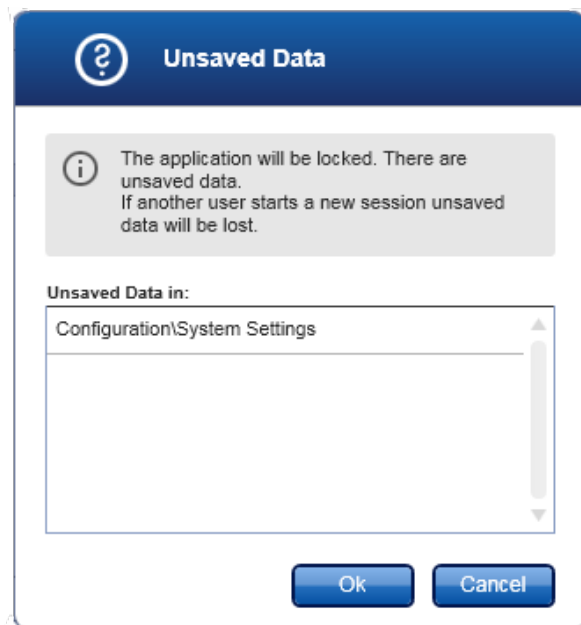 Unsaved Data
The application will be locked. There are
unsaved data.
If another user starts a new session unsaved
data will be lost.
Unsaved Data in:
Configuration\System Settings
Ok
Cancel